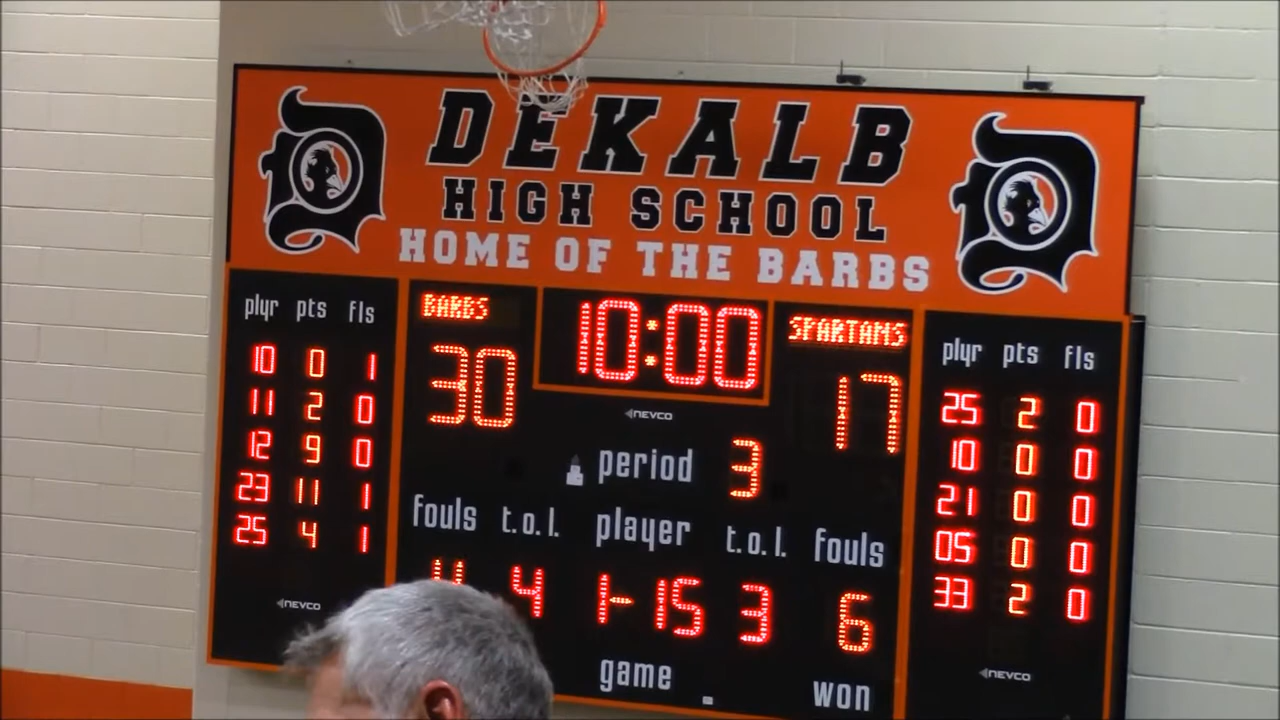 DEKALB
HIGH SCHOOL
HOME OF THE BARBS
plyr pts fls
10 0 1
11 2 0
12 9 0
23 11 1
25 4 1
NEVCO
BARBS
30
10:00
SPARTANS
17
NEVCO
period 3
fouls t.o.l. player t.o.l. fouls
4 4 1-15 3 6
game won
plyr pts fls
25 2 0
10 0 0
21 0 0
05 0 0
33 2 0
NEVCO